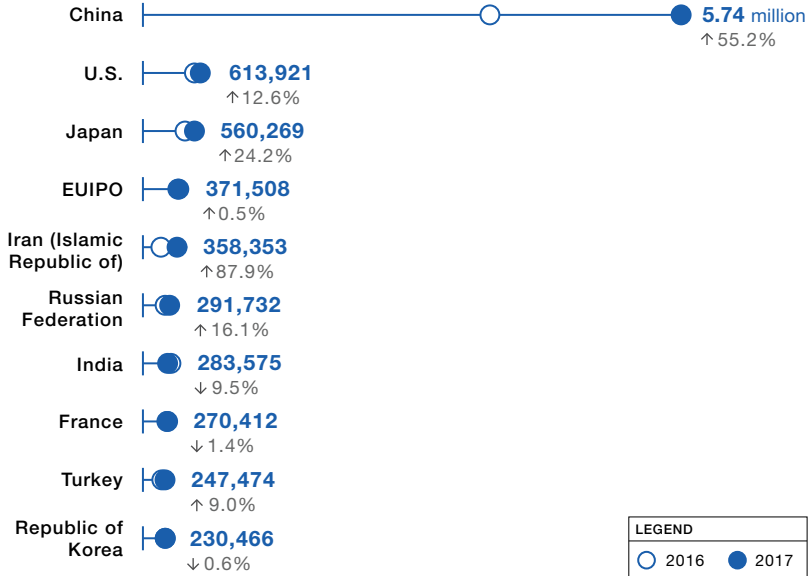 China
5.74 million
↑55.2%
U.S.
613,921
↑12.6%
Japan
560,269
↑24.2%
EUIPO
371,508
↑0.5%
Iran (Islamic
Republic of)
358,353
↑87.9%
Russian
Federation
291,732
↑16.1%
India
283,575
↓9.5%
France
270,412
↓1.4%
Turkey
247,474
↑9.0%
Republic of
Korea
230,466
↓0.6%
LEGEND
2016 2017